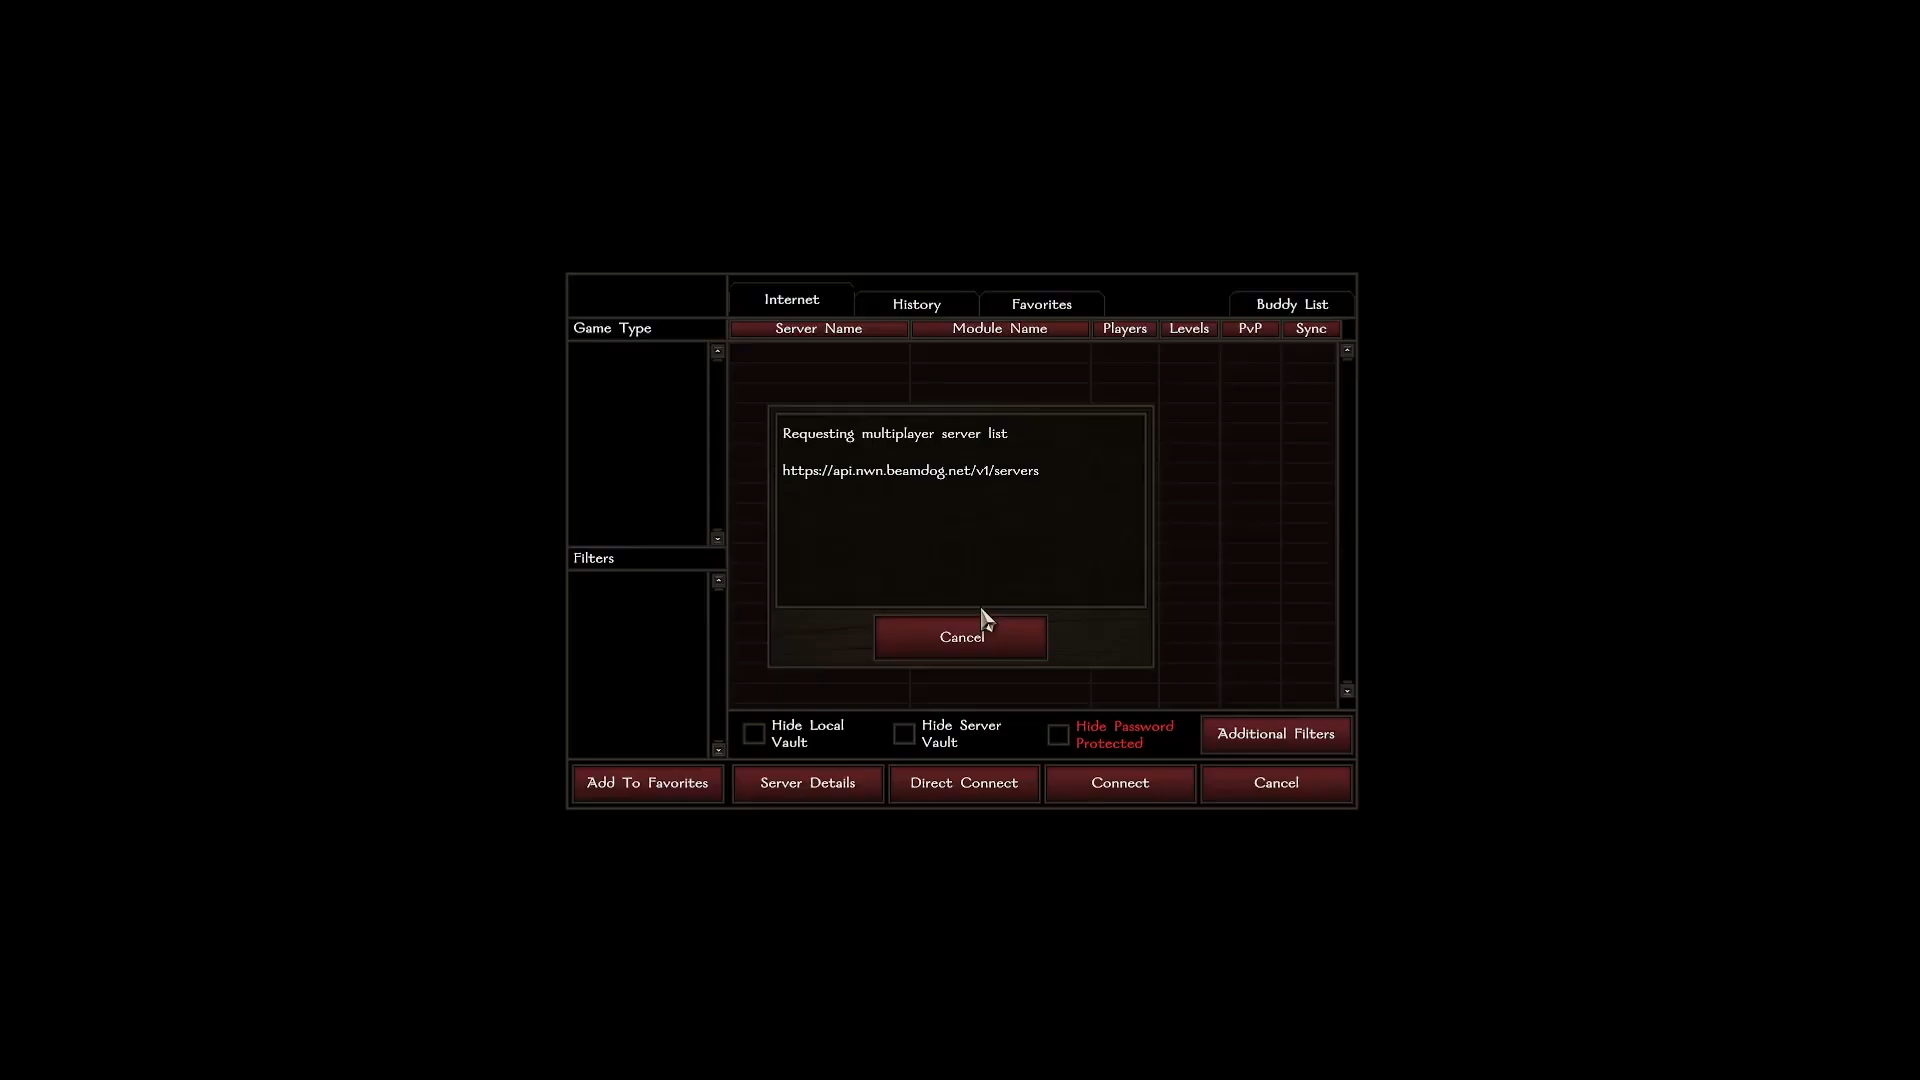 Internet
History
Favorites
Buddy List
Game Type
Server Name
Module Name
Players
Levels
PvP
Sync
Requesting multiplayer server list
https://api.nwn.beamdog.net/v1/servers
Cancel
Filters
Hide Local
Vault
Hide Server
Vault
Hide Password
Protected
Additional Filters
Add To Favorites
Server Details
Direct Connect
Connect
Cancel